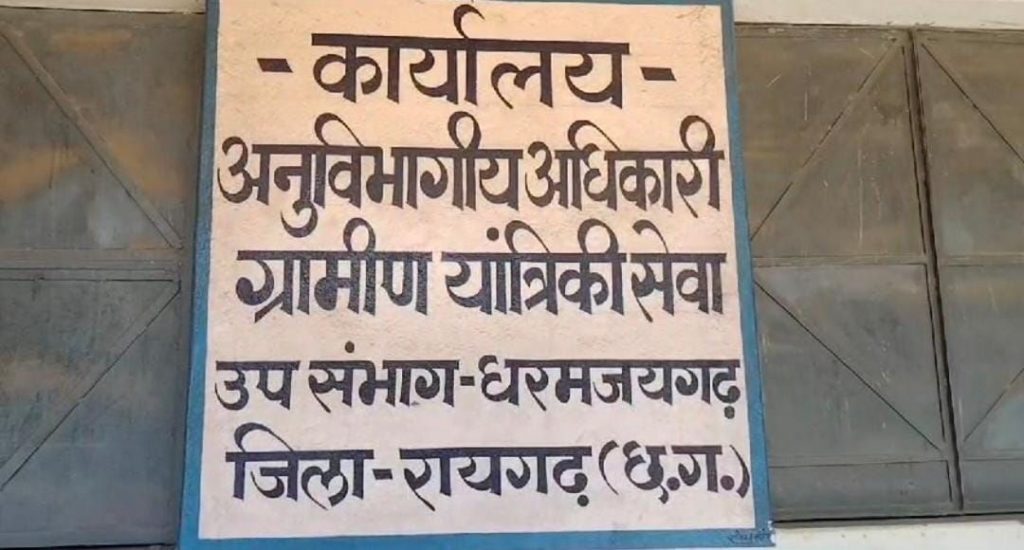 - कार्यालय -
अनुविभागीय अधिकारी
ग्रामीण यांत्रिकी सेवा
उप संभाग-धरमजयगढ़
जिला-रायगढ़ (छ.ग.)